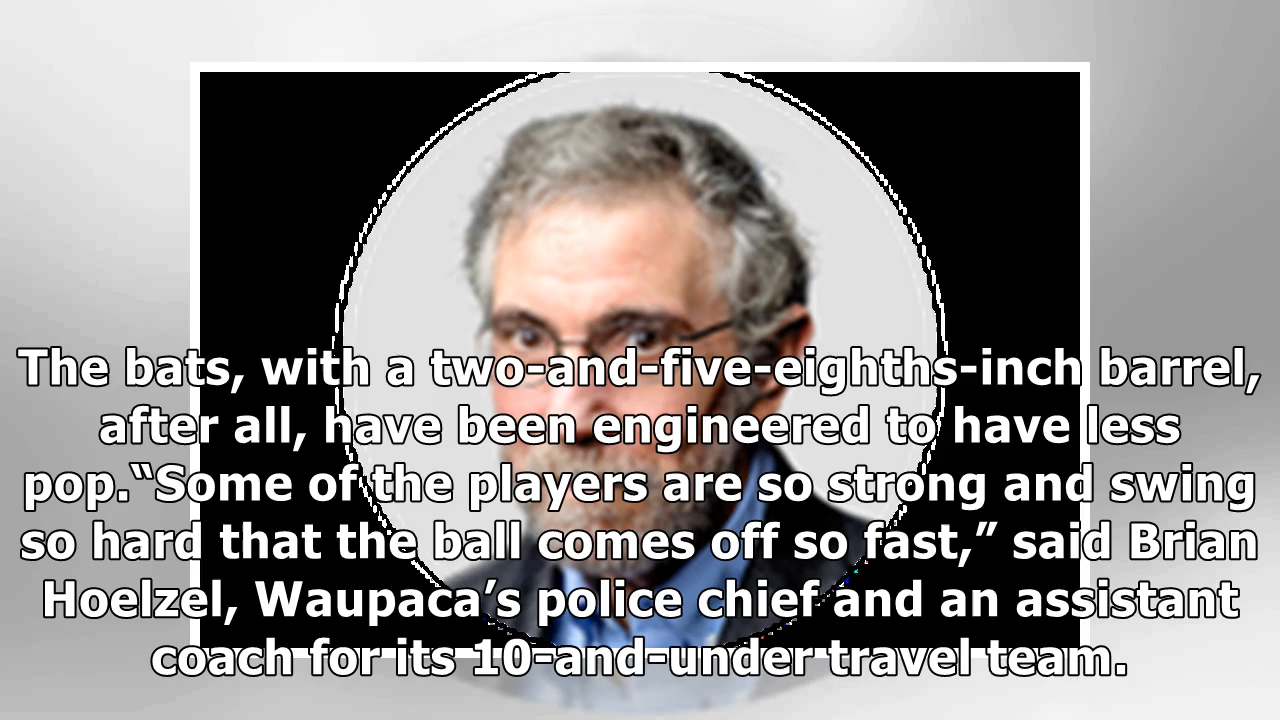 The bats, with a two-and-five-eighths-inch barrel,
after all, have been engineered to have less
pop.“Some of the players are so strong and swing
so hard that the ball comes off so fast,” said Brian
Hoelzel, Waupaca’s police chief and an assistant
coach for its 10-and-under travel team.